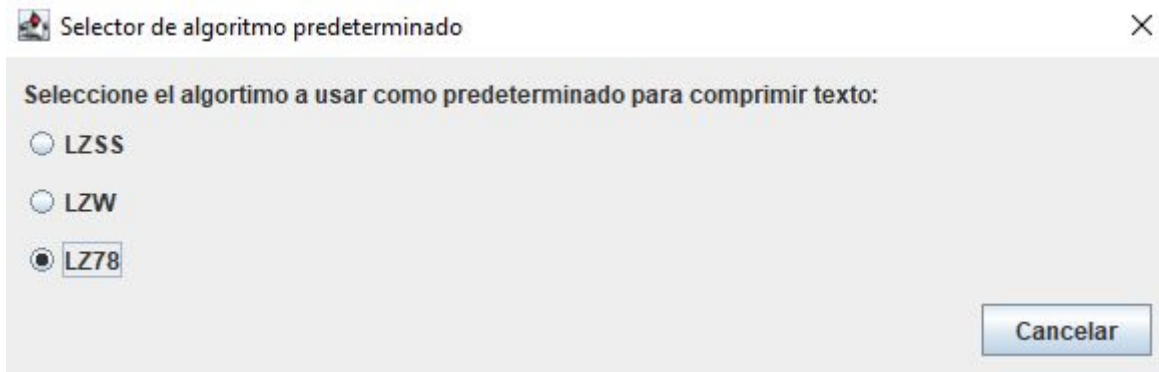 Selector de algoritmo predeterminado
Seleccione el algortimo a usar como predeterminado para comprimir texto:
LZSS
LZW
LZ78
Cancelar